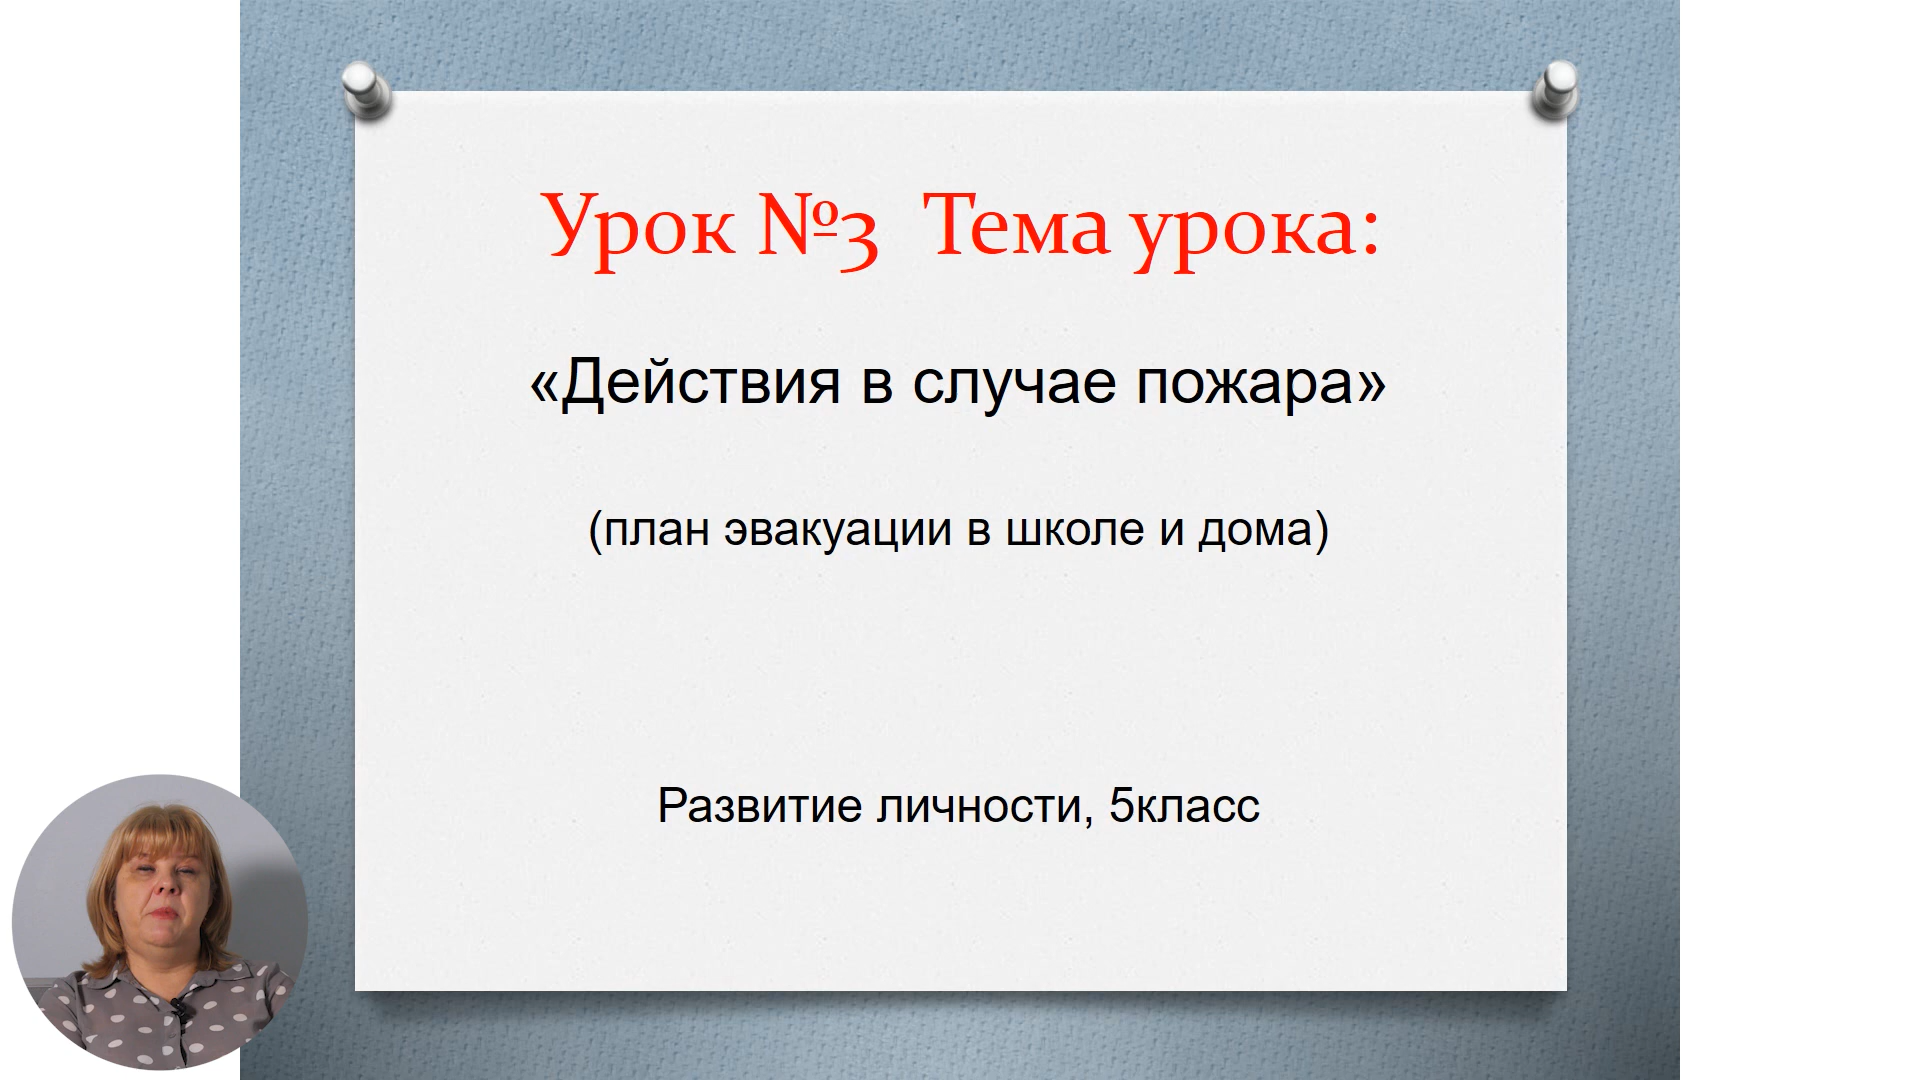 Урок №3 Тема урока:
«Действия в случае пожара»
(план эвакуации в школе и дома)
Развитие личности, 5класс